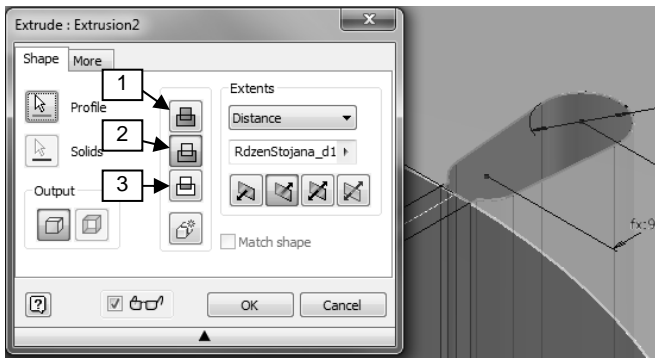 Extrude : Extrusion2
Shape
More
1
Profile
2
Solids
3
Output
Extents
Distance
RdzenStojana_d1
Match shape
?
OK
Cancel
fx:9